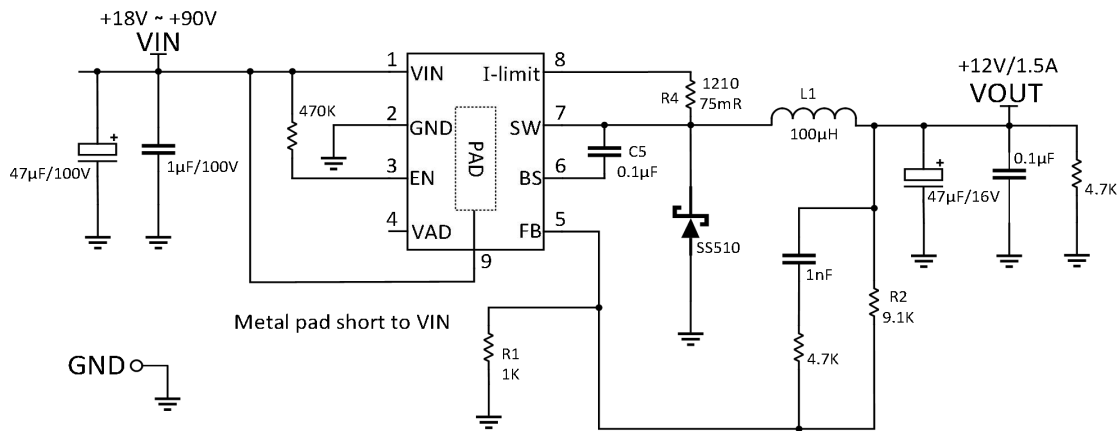 +18V ~ +90V
VIN
+
47μF/100V
1μF/100V
470K
1
VIN
2
GND
3
EN
4
VAD
PAD
9
8
I-limit
7
SW
6
BS
5
FB
1210
R4
75mR
C5
0.1μF
SS510
L1
100μH
+12V/1.5A
VOUT
+
47μF/16V
0.1μF
4.7K
1nF
4.7K
R2
9.1K
R1
1K
Metal pad short to VIN
GND